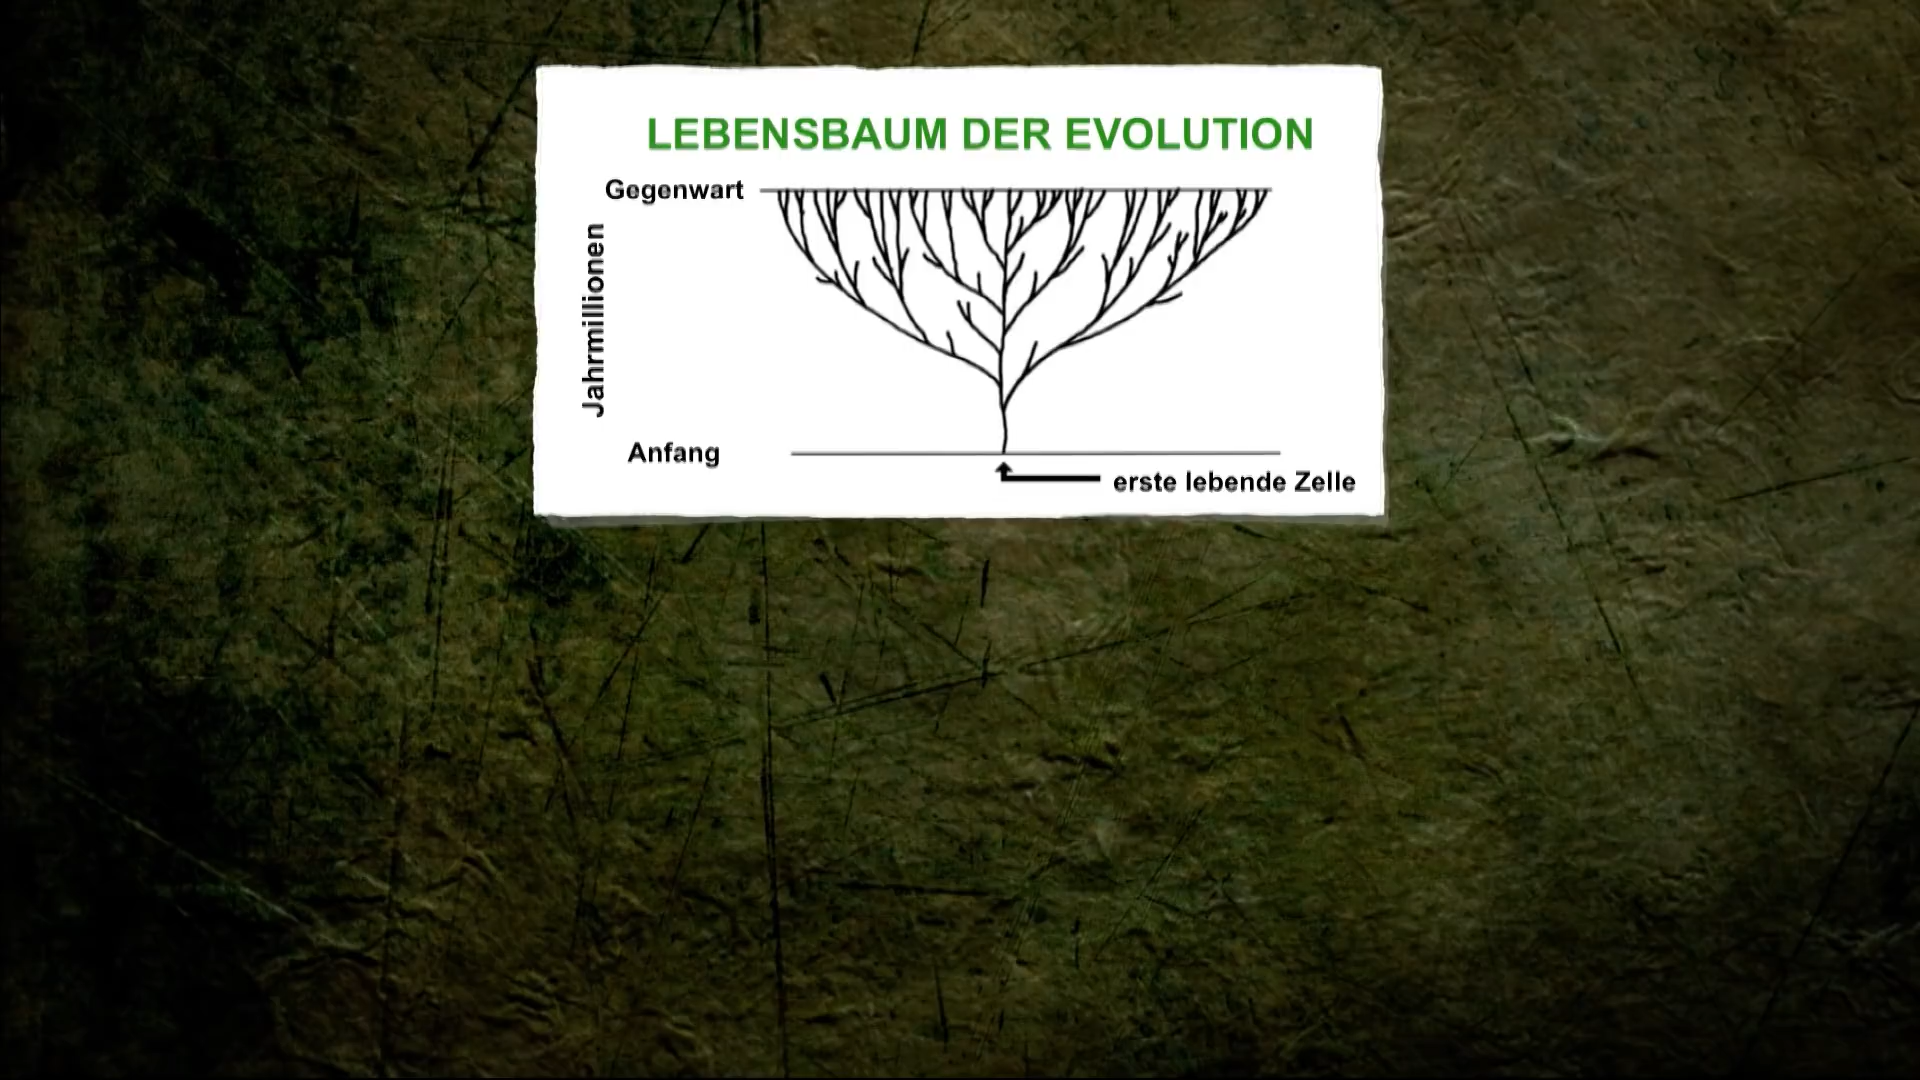 LEBENSBAUM DER EVOLUTION
Gegenwart
Jahrmillionen
Anfang
erste lebende Zelle